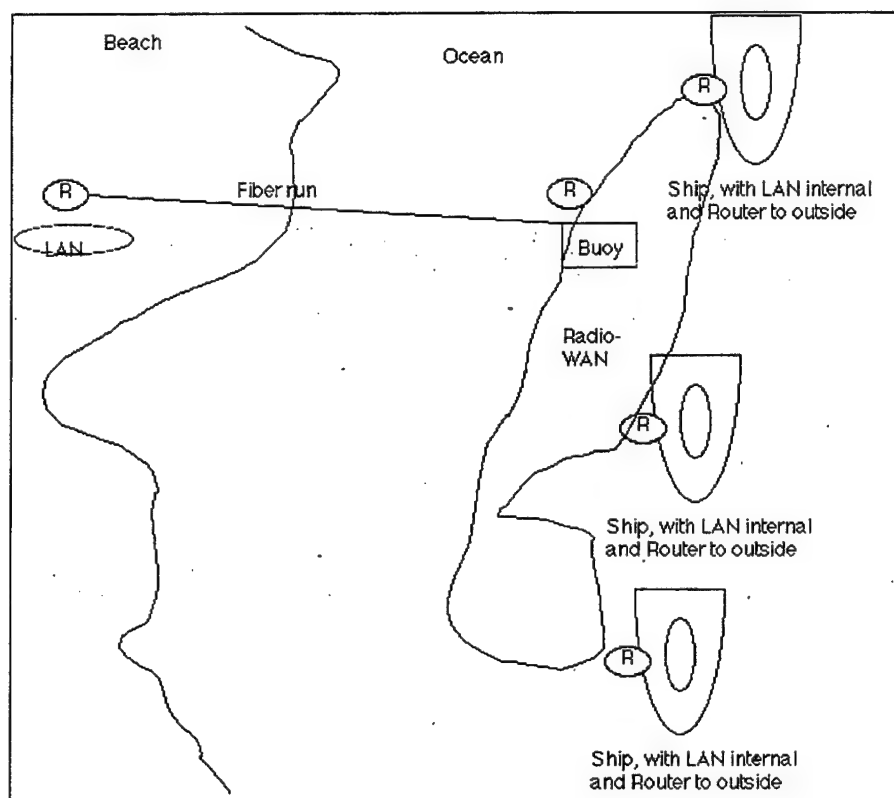 Beach
Ocean
R
R
Fiber run
R
Ship, with LAN internal
and Router to outside
LAN
Buoy
Radio-
WAN
R
Ship, with LAN internal
and Router to outside
R
Ship, with LAN internal
and Router to outside